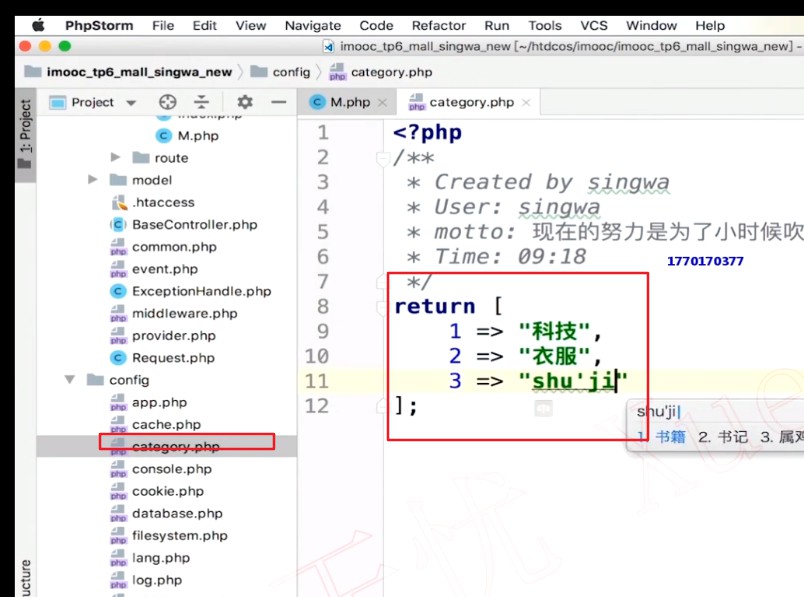 PhpStorm File Edit View Navigate Code Refactor Run Tools VCS Window Help
imooc_tp6_mall_singwa_new [~/htdcos/imooc/imooc_tp6_mall_singwa_new] -
imooc_tp6_mall_singwa_new config category.php
1: Project
Project
M.php
category.php
M.php
route
model
.htaccess
BaseController.php
common.php
event.php
ExceptionHandle.php
middleware.php
provider.php
Request.php
config
app.php
cache.php
category.php
console.php
cookie.php
database.php
filesystem.php
lang.php
log.php
1 <?php
2 /**
3 * Created by singwa
4 * User: singwa
5 * motto: 现在的努力是为了小时候吹
6 * Time: 09:18
7 */
8 return [
9 1 => "科技",
10 2 => "衣服",
11 3 => "shu'ji"
12 ];
1770170377
shu'ji
1. 书籍 2. 书记 3. 属鸡